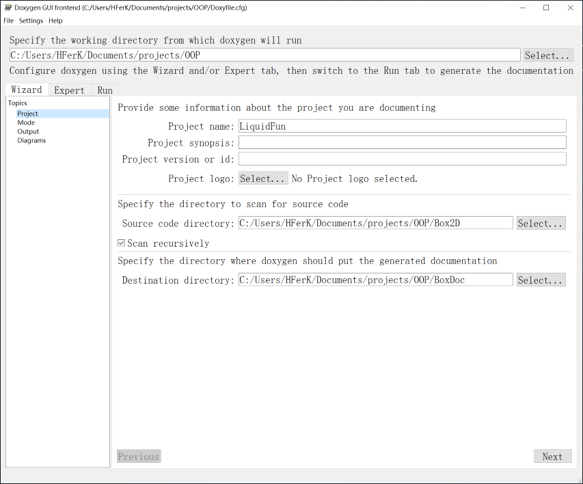 Doxygen GUI frontend (C:/Users/HFerK/Documents/projects/OOP/Doxyfile.cfg)
File Settings Help
Specify the working directory from which doxygen will run
C:/Users/HFerK/Documents/projects/OOP Select...
Configure doxygen using the Wizard and/or Expert tab, then switch to the Run tab to generate the documentation
Wizard Expert Run
Topics
Project
Mode
Output
Diagrams
Provide some information about the project you are documenting
Project name: LiquidFun
Project synopsis:
Project version or id:
Project logo: Select... No Project logo selected.
Specify the directory to scan for source code
Source code directory: C:/Users/HFerK/Documents/projects/OOP/Box2D Select...
Scan recursively
Specify the directory where doxygen should put the generated documentation
Destination directory: C:/Users/HFerK/Documents/projects/OOP/BoxDoc Select...
Previous Next